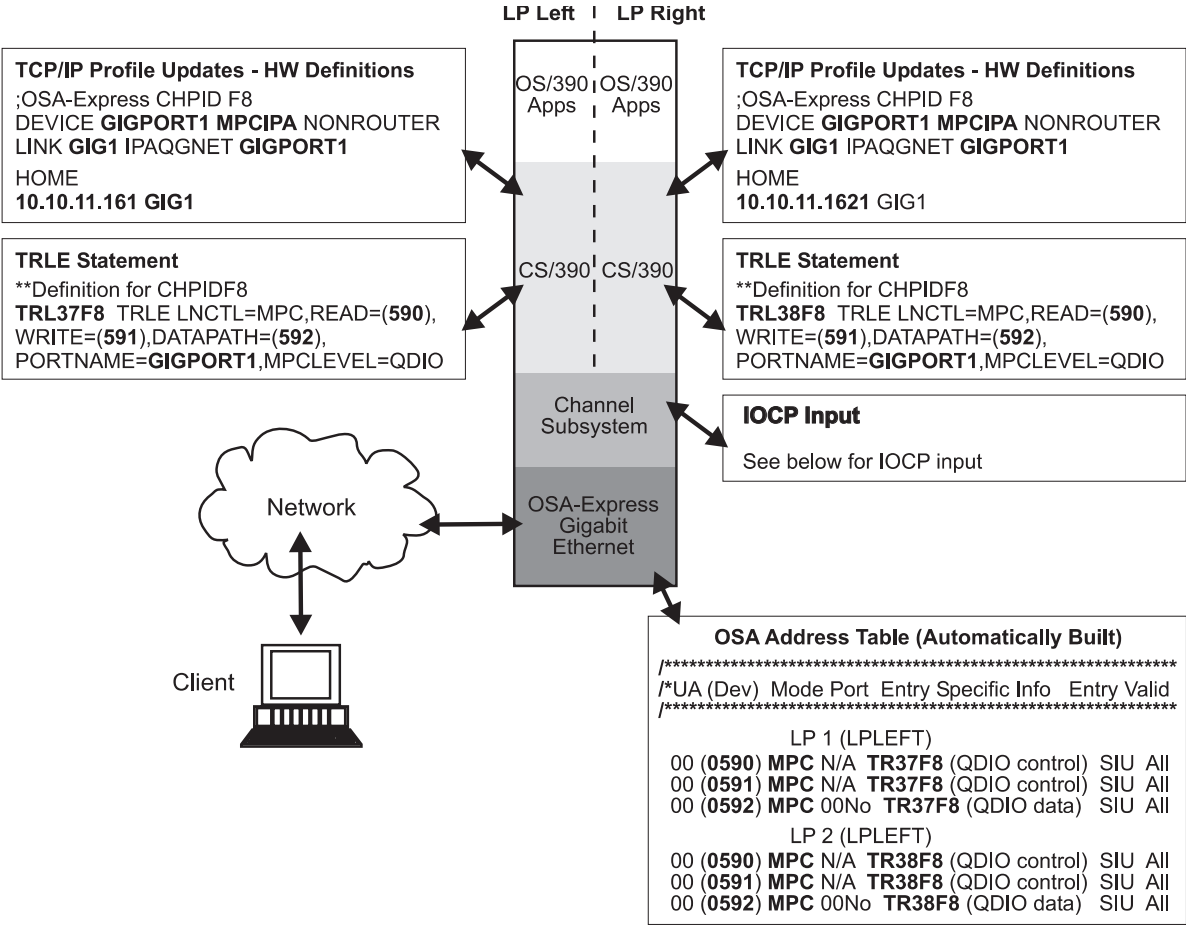 LP Left LP Right
TCP/IP Profile Updates - HW Definitions
;OSA-Express CHPID F8
DEVICE GIGPORT1 MPCIPA NONROUTER
LINK GIG1 IPAQGNET GIGPORT1
HOME
10.10.11.161 GIG1
OS/390 Apps
OS/390 Apps
TCP/IP Profile Updates - HW Definitions
;OSA-Express CHPID F8
DEVICE GIGPORT1 MPCIPA NONROUTER
LINK GIG1 IPAQGNET GIGPORT1
HOME
10.10.11.1621 GIG1
TRLE Statement
**Definition for CHPIDF8
TRL37F8 TRLE LNCTL=MPC,READ=(590),
WRITE=(591),DATAPATH=(592),
PORTNAME=GIGPORT1,MPCLEVEL=QDIO
CS/390 CS/390
TRLE Statement
**Definition for CHPIDF8
TRL38F8 TRLE LNCTL=MPC,READ=(590),
WRITE=(591),DATAPATH=(592),
PORTNAME=GIGPORT1,MPCLEVEL=QDIO
Channel
Subsystem
IOCP Input
See below for IOCP input
Network
OSA-Express
Gigabit
Ethernet
Client
OSA Address Table (Automatically Built)
/**************************************************************
/*UA (Dev) Mode Port Entry Specific Info Entry Valid
/**************************************************************
LP 1 (LPLEFT)
00 (0590) MPC N/A TR37F8 (QDIO control) SIU All
00 (0591) MPC N/A TR37F8 (QDIO control) SIU All
00 (0592) MPC 00No TR37F8 (QDIO data) SIU All
LP 2 (LPLEFT)
00 (0590) MPC N/A TR38F8 (QDIO control) SIU All
00 (0591) MPC N/A TR38F8 (QDIO control) SIU All
00 (0592) MPC 00No TR38F8 (QDIO data) SIU All